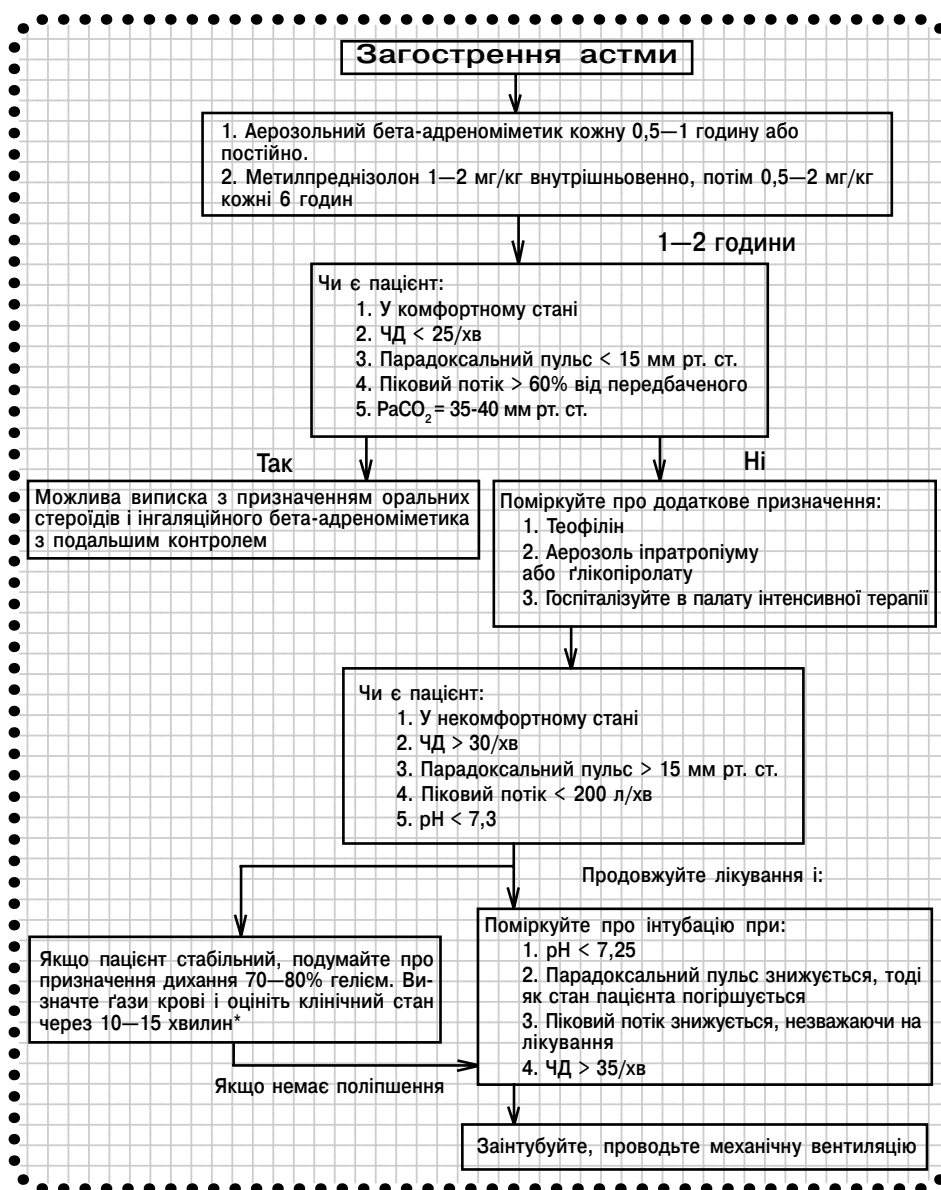 Загострення астми
1. Аерозольний бета-адреноміметик кожну 0,5—1 годину або
постійно.
2. Метилпреднізолон 1—2 мг/кг внутрішньовенно, потім 0,5—2 мг/кг
кожні 6 годин
1—2 години
Чи є пацієнт:
1. У комфортному стані
2. ЧД < 25/хв
3. Парадоксальний пульс < 15 мм рт. ст.
4. Піковий потік > 60% від передбаченого
5. PaCO₂ = 35-40 мм рт. ст.
Так
Ні
Можлива виписка з призначенням оральних
стероїдів і інгаляційного бета-адреноміметика
з подальшим контролем
Поміркуйте про додаткове призначення:
1. Теофілін
2. Аерозоль іпратропіуму
або ґлікопіролату
3. Госпіталізуйте в палату інтенсивної терапії
Чи є пацієнт:
1. У некомфортному стані
2. ЧД > 30/хв
3. Парадоксальний пульс > 15 мм рт. ст.
4. Піковий потік < 200 л/хв
5. pH < 7,3
Продовжуйте лікування і:
Якщо пацієнт стабільний, подумайте про
призначення дихання 70—80% гелієм. Ви-
значте ґази крові і оцініть клінічний стан
через 10—15 хвилин*
Поміркуйте про інтубацію при:
1. pH < 7,25
2. Парадоксальний пульс знижується, тоді
як стан пацієнта погіршується
3. Піковий потік знижується, незважаючи на
лікування
4. ЧД > 35/хв
Якщо немає поліпшення
Заінтубуйте, проводьте механічну вентиляцію